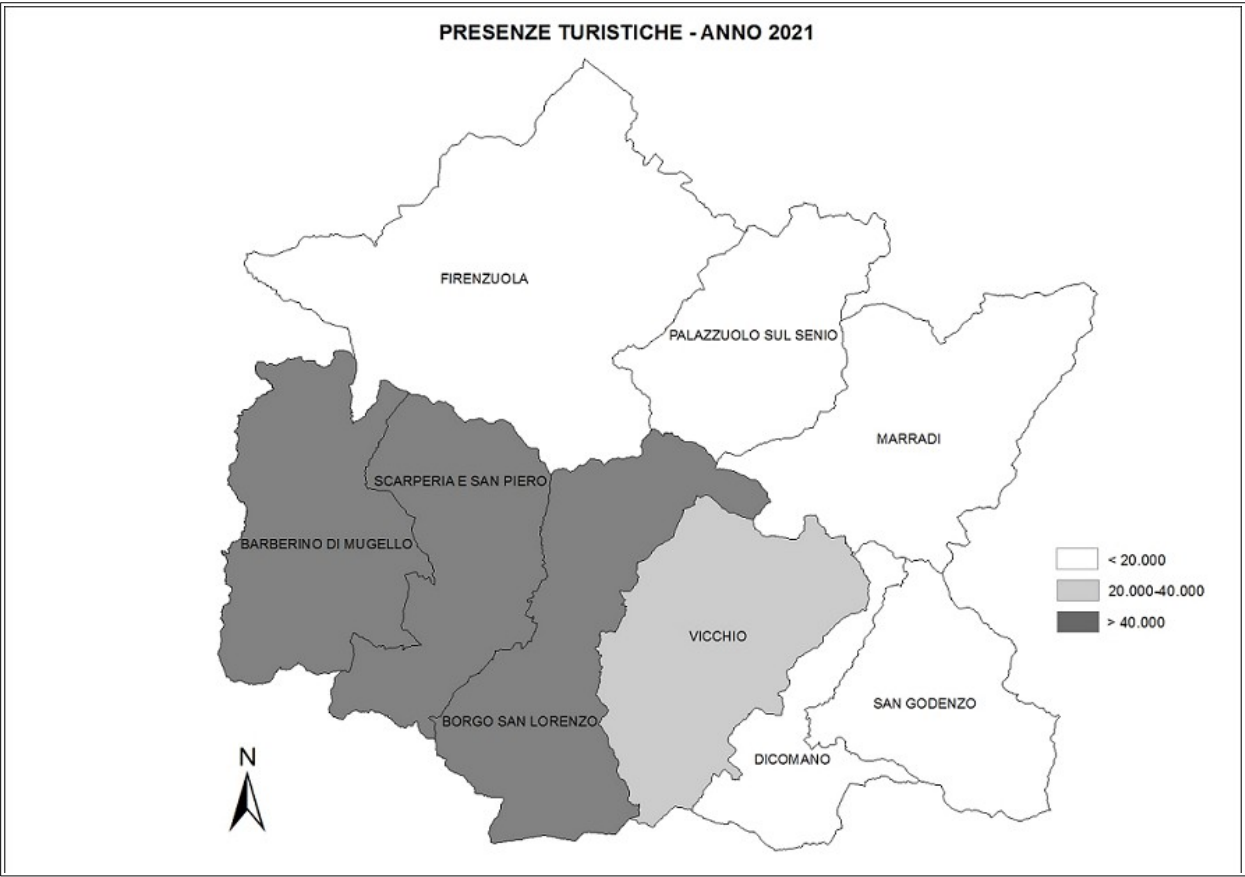 PRESENZE TURISTICHE - ANNO 2021
FIRENZUOLA
PALAZZUOLO SUL SENIO
MARRADI
SCARPERIA E SAN PIERO
BARBERINO DI MUGELLO
< 20.000
20.000-40.000
> 40.000
VICCHIO
SAN GODENZO
BORGO SAN LORENZO
DICOMANO
N